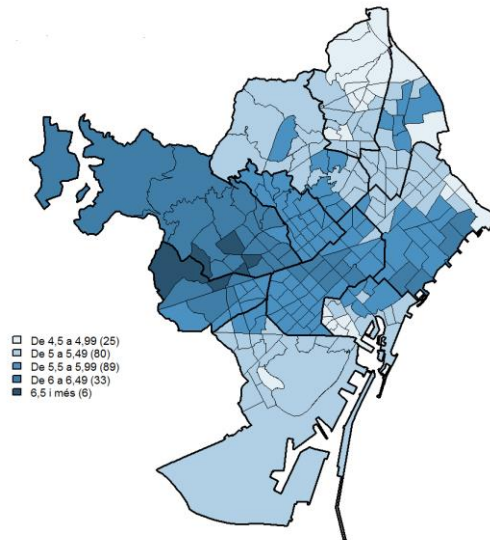 De 4,5 a 4,99 (25)
De 5 a 5,49 (80)
De 5,5 a 5,99 (89)
De 6 a 6,49 (33)
6,5 i més (6)